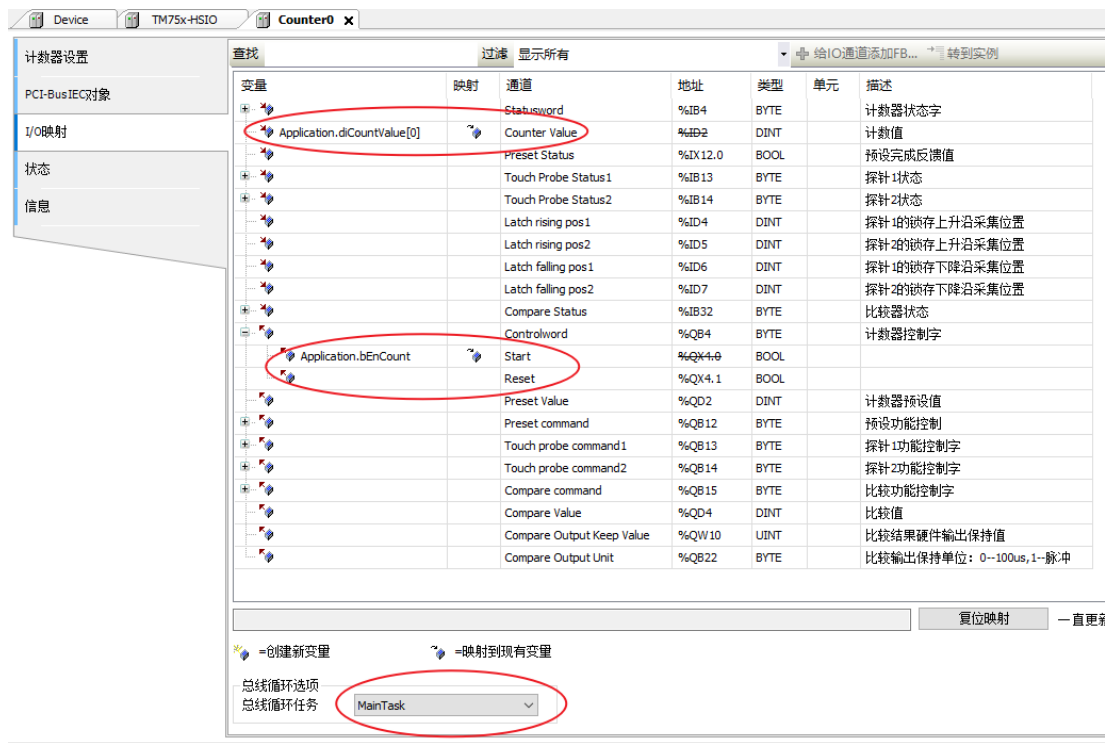 Device TM75x-HSIO Counter0 x
计数器设置
PCI-BusIEC对象
I/O映射
状态
信息
查找 过滤 显示所有 给IO通道添加FB... 转到实例
变量 映射 通道 地址 类型 单元 描述
Statusword %IB4 BYTE 计数器状态字
Application.diCountValue[0] Counter Value %ID2 DINT 计数值
Preset Status %IX12.0 BOOL 预设完成反馈值
Touch Probe Status1 %IB13 BYTE 探针1状态
Touch Probe Status2 %IB14 BYTE 探针2状态
Latch rising pos1 %ID4 DINT 探针1的锁存上升沿采集位置
Latch rising pos2 %ID5 DINT 探针2的锁存上升沿采集位置
Latch falling pos1 %ID6 DINT 探针1的锁存下降沿采集位置
Latch falling pos2 %ID7 DINT 探针2的锁存下降沿采集位置
Compare Status %IB32 BYTE 比较器状态
Controlword %QB4 BYTE 计数器控制字
Application.bEnCount Start %QX4.0 BOOL
Reset %QX4.1 BOOL
Preset Value %QD2 DINT 计数器预设值
Preset command %QB12 BYTE 预设功能控制
Touch probe command1 %QB13 BYTE 探针1功能控制字
Touch probe command2 %QB14 BYTE 探针2功能控制字
Compare command %QB15 BYTE 比较功能控制字
Compare Value %QD4 DINT 比较值
Compare Output Keep Value %QW10 UINT 比较结果硬件输出保持值
Compare Output Unit %QB22 BYTE 比较输出保持单位：0--100us,1--脉冲
复位映射 一直更新
=创建新变量 =映射到现有变量
总线循环选项
总线循环任务 MainTask